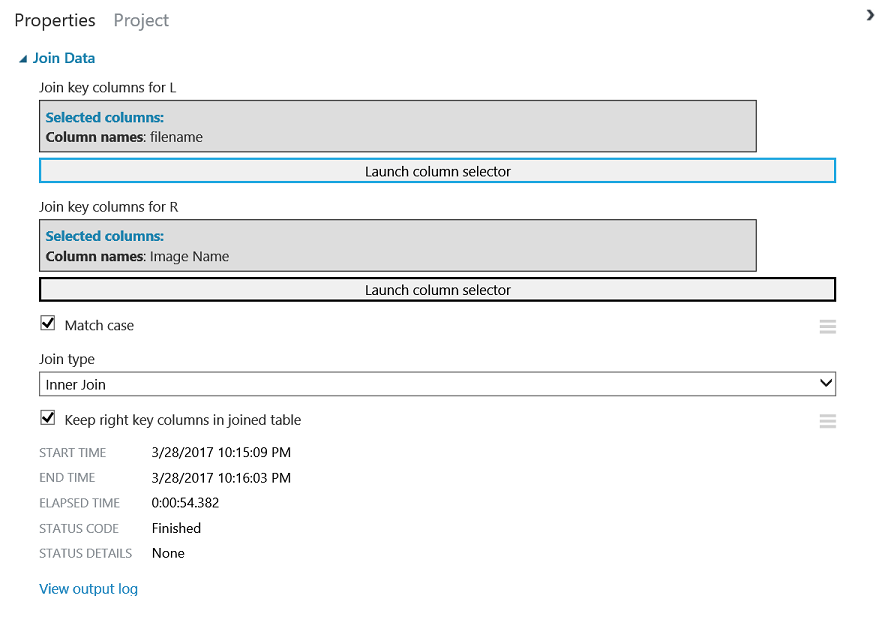 Properties Project
Join Data
Join key columns for L
Selected columns:
Column names: filename
Launch column selector
Join key columns for R
Selected columns:
Column names: Image Name
Launch column selector
Match case
Join type
Inner Join
Keep right key columns in joined table
START TIME 3/28/2017 10:15:09 PM
END TIME 3/28/2017 10:16:03 PM
ELAPSED TIME 0:00:54.382
STATUS CODE Finished
STATUS DETAILS None
View output log